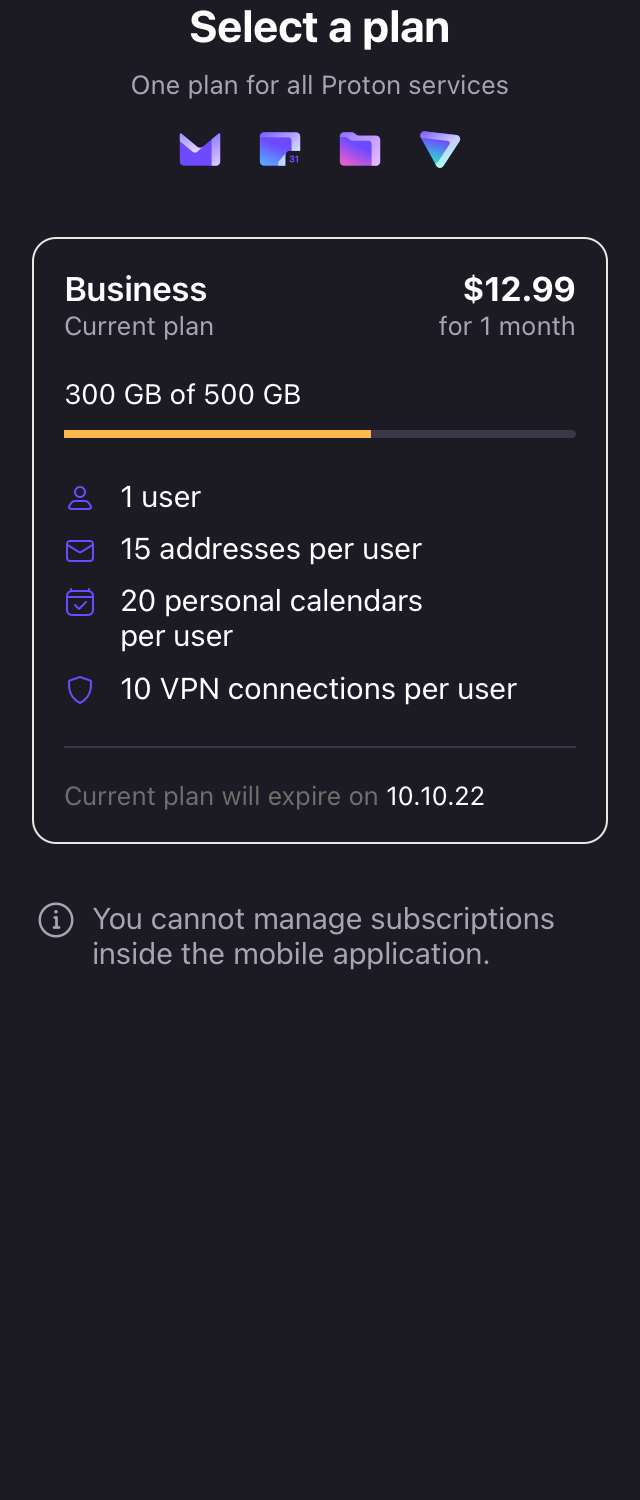 Select a plan
One plan for all Proton services
31
Business
$12.99
Current plan
for 1 month
300 GB of 500 GB
1 user
15 addresses per user
20 personal calendars
per user
10 VPN connections per user
Current plan will expire on 10.10.22
You cannot manage subscriptions
inside the mobile application.